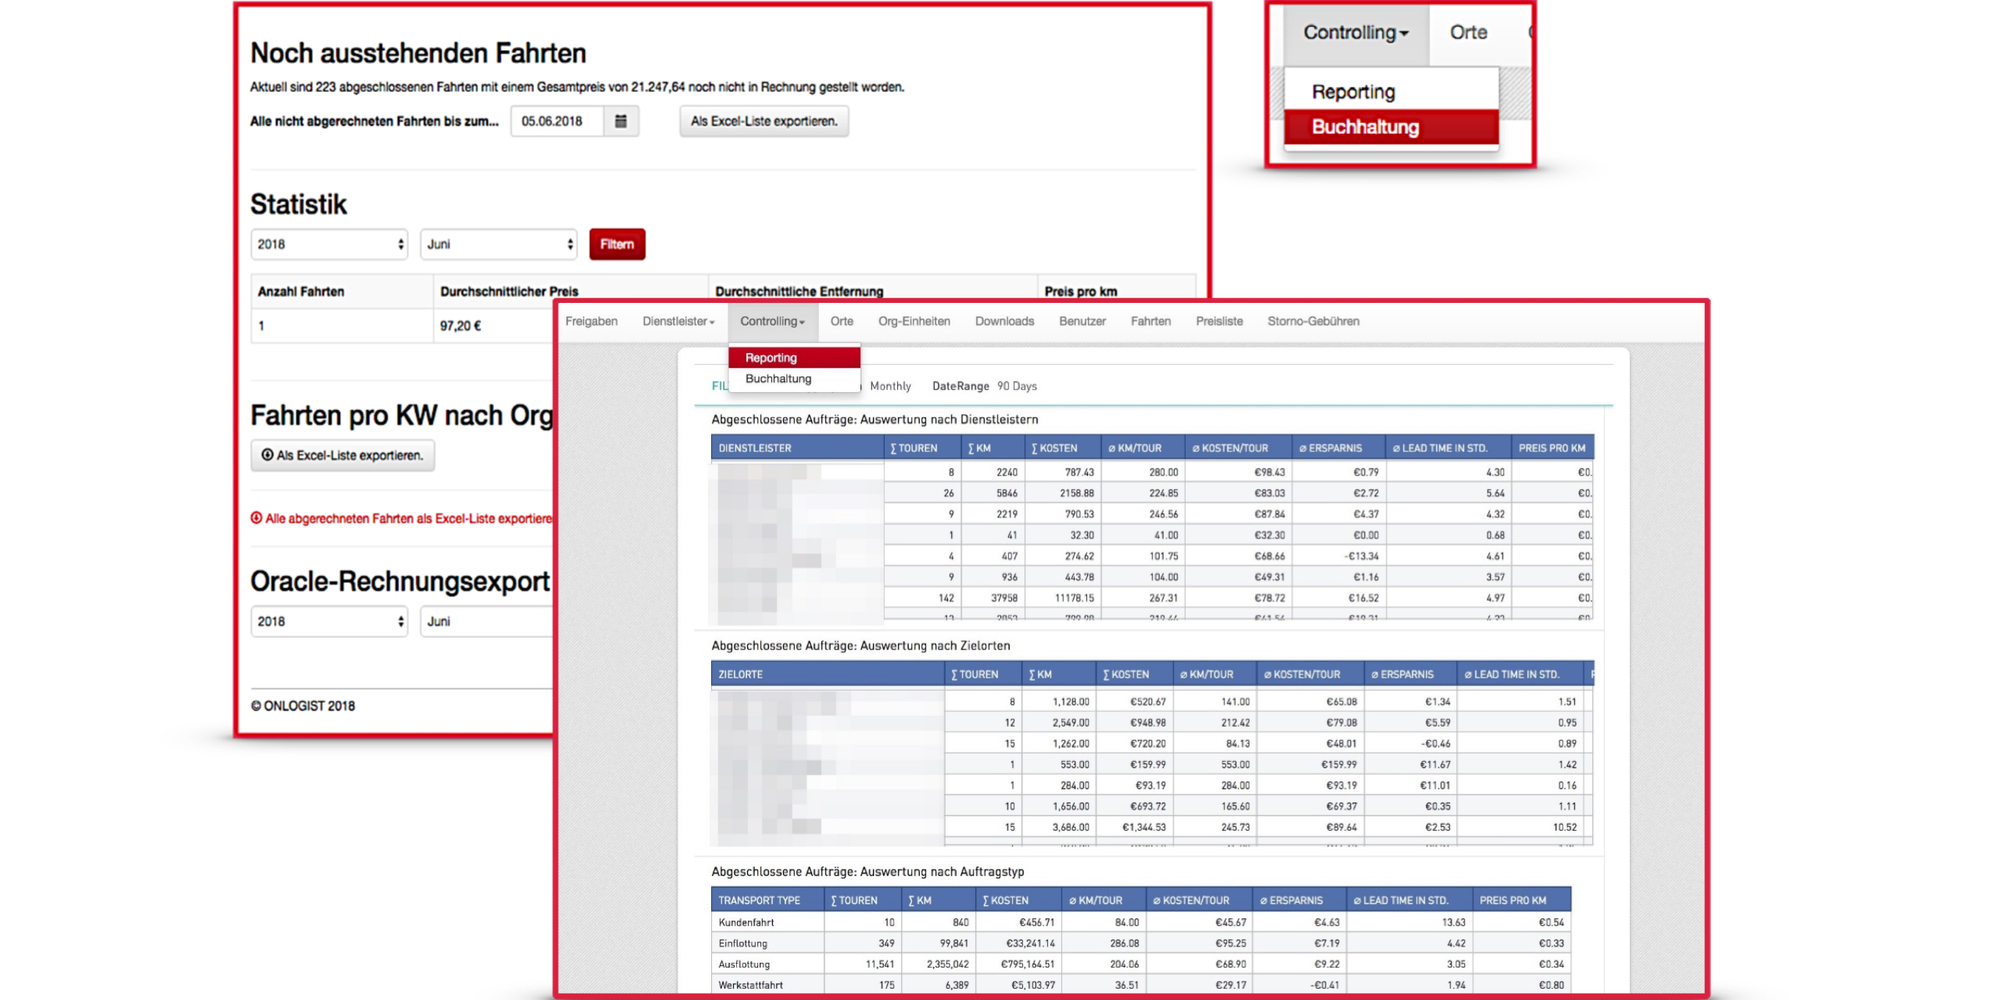 Noch ausstehenden Fahrten
Aktuell sind 223 abgeschlossenen Fahrten mit einem Gesamtpreis von 21.247,64 noch nicht in Rechnung gestellt worden.
Alle nicht abgerechneten Fahrten bis zum... 05.06.2018 Als Excel-Liste exportieren.
Statistik
2018 Juni Filtern
Anzahl Fahrten Durchschnittlicher Preis Durchschnittliche Entfernung Preis pro km
1 97,20 €
Fahrten pro KW nach Org
Als Excel-Liste exportieren.
Alle abgerechneten Fahrten als Excel-Liste exportiere
Oracle-Rechnungsexport
2018 Juni
© ONLOGIST 2018
Controlling Orte
Reporting
Buchhaltung
Freigaben Dienstleister Controlling Orte Org-Einheiten Downloads Benutzer Fahrten Preisliste Storno-Gebühren
Reporting
Buchhaltung
FIL Monthly DateRange 90 Days
Abgeschlossene Aufträge: Auswertung nach Dienstleistern
DIENSTLEISTER ∑ TOUREN ∑ KM ∑ KOSTEN ⌀ KM/TOUR ⌀ KOSTEN/TOUR ⌀ ERSPARNIS ⌀ LEAD TIME IN STD. PREIS PRO KM
8 2240 787.43 280.00 €98.43 €0.79 4.30 €0.
26 5846 2158.88 224.85 €83.03 €2.72 5.64 €0.
9 2219 790.53 246.56 €87.84 €4.37 4.32 €0.
1 41 32.30 41.00 €32.30 €0.00 0.68 €0.
4 407 274.62 101.75 €68.66 -€13.34 4.61 €0.
9 936 443.78 104.00 €49.31 €1.16 3.57 €0.
142 37958 11178.15 267.31 €78.72 €16.52 4.97 €0.
Abgeschlossene Aufträge: Auswertung nach Zielorten
ZIELORTE ∑ TOUREN ∑ KM ∑ KOSTEN ⌀ KM/TOUR ⌀ KOSTEN/TOUR ⌀ ERSPARNIS ⌀ LEAD TIME IN STD.
8 1,128.00 €520.67 141.00 €65.08 €1.34 1.51
12 2,549.00 €948.98 212.42 €79.08 €5.59 0.95
15 1,262.00 €720.20 84.13 €48.01 -€0.46 0.89
1 553.00 €159.99 553.00 €159.99 €11.67 1.42
1 284.00 €93.19 284.00 €93.19 €11.01 0.16
10 1,656.00 €693.72 165.60 €69.37 €0.35 1.11
15 3,686.00 €1,344.53 245.73 €89.64 €2.53 10.52
Abgeschlossene Aufträge: Auswertung nach Auftragstyp
TRANSPORT TYPE ∑ TOUREN ∑ KM ∑ KOSTEN ⌀ KM/TOUR ⌀ KOSTEN/TOUR ⌀ ERSPARNIS ⌀ LEAD TIME IN STD. PREIS PRO KM
Kundenfahrt 10 840 €456.71 84.00 €45.67 €4.63 13.63 €0.54
Einflottung 349 99,841 €33,241.14 286.08 €95.25 €7.19 4.42 €0.33
Ausflottung 11,541 2,355,042 €795,164.51 204.06 €68.90 €9.22 3.05 €0.34
Werkstattfahrt 175 6,389 €5,103.97 36.51 €29.17 -€0.41 1.94 €0.80